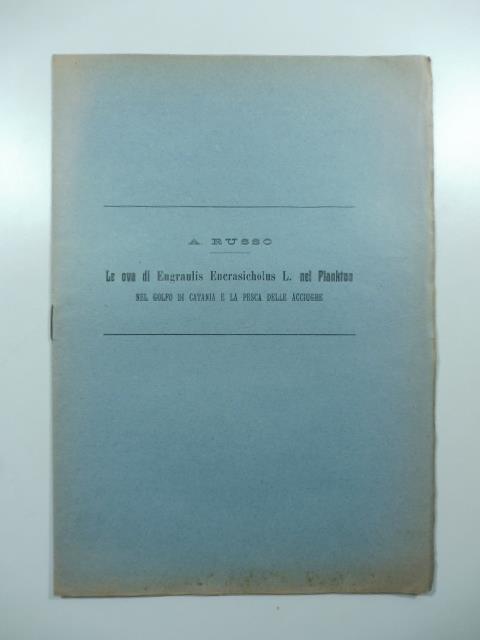 A. RUSSO
Le ova di Engraulis Encrasicholus L. nel Plankton
NEL GOLFO DI CATANIA E LA PESCA DELLE ACCIUGHE